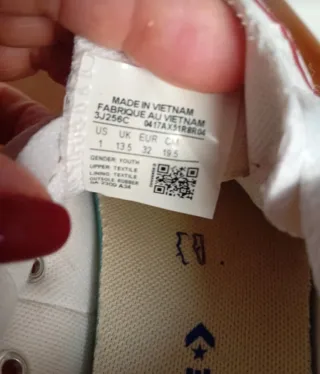 MADE IN VIETNAM
FABRIQUE AU VIETNAM
3J256C 0417AX51R8R04
US UK EUR CM
1 13.5 32 19.5
GENDER: YOUTH
UPPER: TEXTILE
LINING: TEXTILE
OUTSOLE: RUBBER